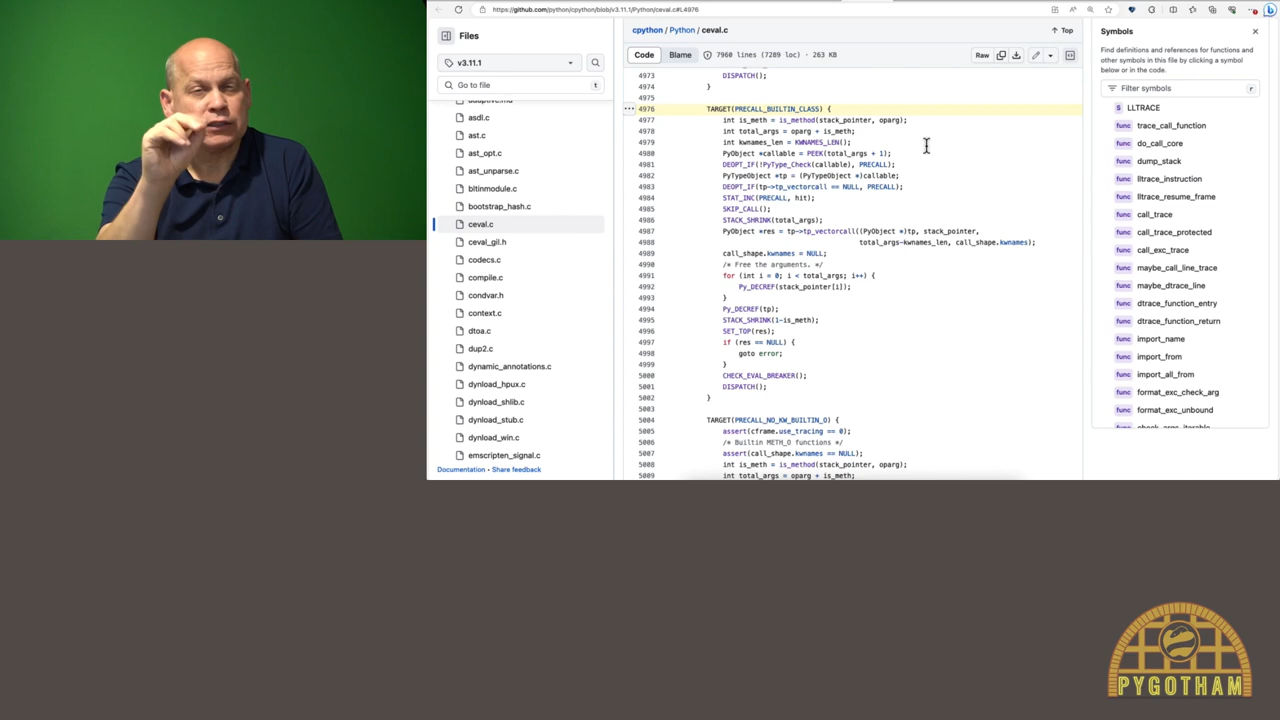 https://github.com/python/cpython/blob/v3.11.1/Python/ceval.c#L4976
Files
v3.11.1
Go to file
t
asdl.c
ast.c
ast_opt.c
ast_unparse.c
bltinmodule.c
bootstrap_hash.c
ceval.c
ceval_gil.h
codecs.c
compile.c
condvar.h
context.c
dtoa.c
dup2.c
dynamic_annotations.c
dynload_hpux.c
dynload_shlib.c
dynload_stub.c
dynload_win.c
emscripten_signal.c
Documentation • Share feedback
cpython / Python / ceval.c
Top
Code Blame 7960 lines (7289 loc) · 263 KB
Raw
4973 DISPATCH();
4974 }
4975
4976 TARGET(PRECALL_BUILTIN_CLASS) {
4977 int is_meth = is_method(stack_pointer, oparg);
4978 int total_args = oparg + is_meth;
4979 int kwnames_len = KWNAMES_LEN();
4980 PyObject *callable = PEEK(total_args + 1);
4981 DEOPT_IF(!PyType_Check(callable), PRECALL);
4982 PyTypeObject *tp = (PyTypeObject *)callable;
4983 DEOPT_IF(tp->tp_vectorcall == NULL, PRECALL);
4984 STAT_INC(PRECALL, hit);
4985 SKIP_CALL();
4986 STACK_SHRINK(total_args);
4987 PyObject *res = tp->tp_vectorcall((PyObject *)tp, stack_pointer,
4988 total_args-kwnames_len, call_shape.kwnames);
4989 call_shape.kwnames = NULL;
4990 /* Free the arguments. */
4991 for (int i = 0; i < total_args; i++) {
4992 Py_DECREF(stack_pointer[i]);
4993 }
4994 Py_DECREF(tp);
4995 STACK_SHRINK(1-is_meth);
4996 SET_TOP(res);
4997 if (res == NULL) {
4998 goto error;
4999 }
5000 CHECK_EVAL_BREAKER();
5001 DISPATCH();
5002 }
5003
5004 TARGET(PRECALL_NO_KW_BUILTIN_O) {
5005 assert(cframe.use_tracing == 0);
5006 /* Builtin METH_O functions */
5007 assert(call_shape.kwnames == NULL);
5008 int is_meth = is_method(stack_pointer, oparg);
5009 int total_args = oparg + is_meth;
Symbols
Find definitions and references for functions and
other symbols in this file by clicking a symbol
below or in the code.
Filter symbols
r
S LLTRACE
func trace_call_function
func do_call_core
func dump_stack
func lltrace_instruction
func lltrace_resume_frame
func call_trace
func call_trace_protected
func call_exc_trace
func maybe_call_line_trace
func maybe_dtrace_line
func dtrace_function_entry
func dtrace_function_return
func import_name
func import_from
func import_all_from
func format_exc_check_arg
func format_exc_unbound
PYGOTHAM